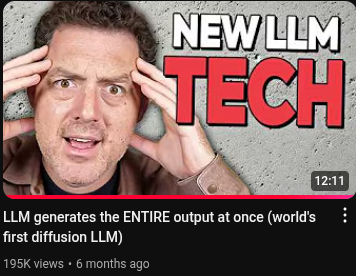 NEW LLM
TECH
12:11
LLM generates the ENTIRE output at once (world's
first diffusion LLM)
195K views • 6 months ago